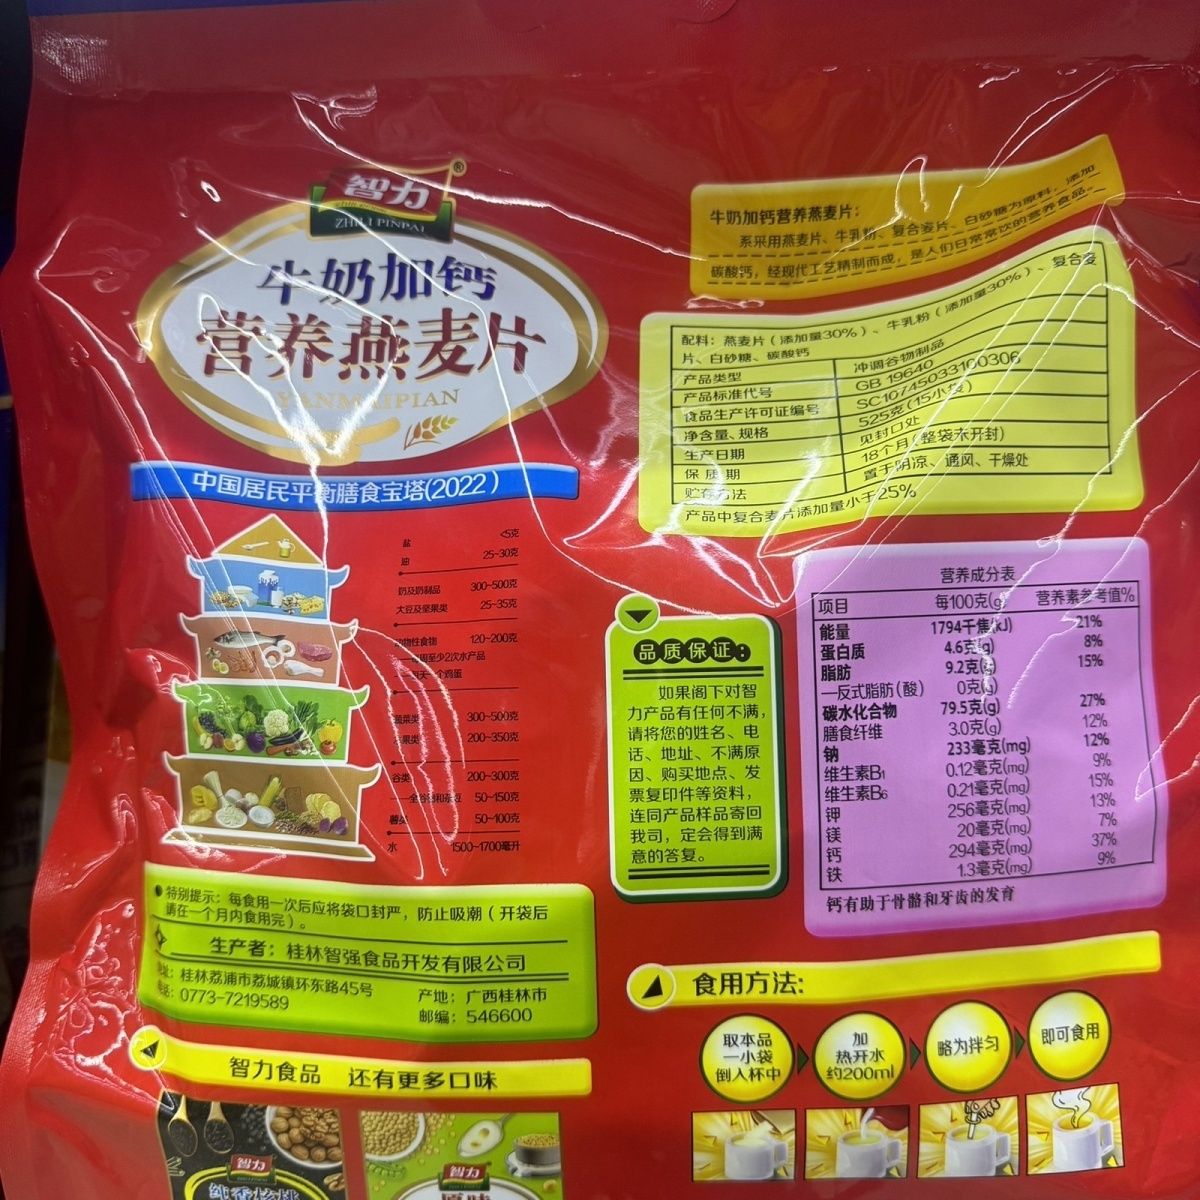 智力®
ZHI LI PINPAI
牛奶加钙
营养燕麦片
YANMAIPIAN
中国居民平衡膳食宝塔(2022)
盐 <5克
油 25~30克
奶及奶制品 300~500克
大豆及坚果类 25~35克
动物性食物 120~200克
——每周至少2次水产品
——每天一个鸡蛋
蔬菜类 300~500克
水果类 200~350克
谷类 200~300克
——全谷物和杂豆 50~150克
薯类 50~100克
水 1500~1700毫升
牛奶加钙营养燕麦片:
系采用燕麦片、牛乳粉、复合麦片、白砂糖为原料,添加
碳酸钙,经现代工艺精制而成,是人们日常常饮的营养食品。
配料:燕麦片(添加量30%)、牛乳粉(添加量30%)、复合麦
片、白砂糖、碳酸钙
产品类型 冲调谷物制品
产品标准代号 GB 19640
食品生产许可证编号 SC10745033100306
净含量、规格 525克(15小袋)
生产日期 见封口处
保质期 18个月(整袋未开封)
贮存方法 置于阴凉、通风、干燥处
产品中复合麦片添加量小于25%
品质保证:
如果阁下对智
力产品有任何不满,
请将您的姓名、电
话、地址、不满原
因、购买地点、发
票复印件等资料,
连同产品样品寄回
我司,定会得到满
意的答复。
营养成分表
项目 每100克(g) 营养素参考值%
能量 1794千焦(kJ) 21%
蛋白质 4.6克(g) 8%
脂肪 9.2克(g) 15%
—反式脂肪(酸) 0克(g)
碳水化合物 79.5克(g) 27%
膳食纤维 3.0克(g) 12%
钠 233毫克(mg) 12%
维生素B₁ 0.12毫克(mg) 9%
维生素B₆ 0.21毫克(mg) 15%
钾 256毫克(mg) 13%
镁 20毫克(mg) 7%
钙 294毫克(mg) 37%
铁 1.3毫克(mg) 9%
钙有助于骨骼和牙齿的发育
●特别提示:每食用一次后应将袋口封严,防止吸潮(开袋后
请在一个月内食用完)。
生产者:桂林智强食品开发有限公司
地址:桂林荔浦市荔城镇环东路45号
电话:0773-7219589
产地:广西桂林市
邮编:546600
食用方法:
取本品
一小袋
倒入杯中
加
热开水
约200ml
略为拌匀
即可食用
智力食品 还有更多口味
智力
纯香核桃
智力
原味